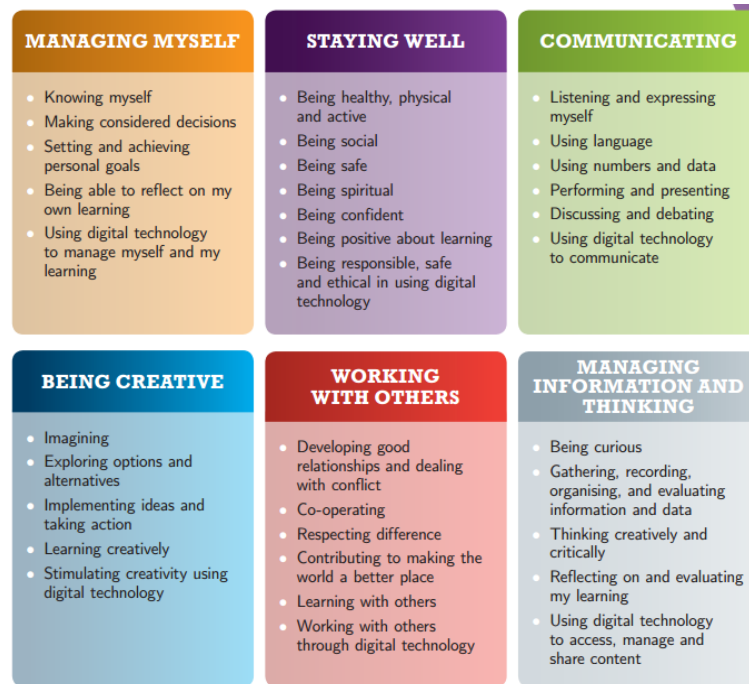 MANAGING MYSELF
Knowing myself
Making considered decisions
Setting and achieving
personal goals
Being able to reflect on my
own learning
Using digital technology
to manage myself and my
learning
STAYING WELL
Being healthy, physical
and active
Being social
Being safe
Being spiritual
Being confident
Being positive about learning
Being responsible, safe
and ethical in using digital
technology
COMMUNICATING
Listening and expressing
myself
Using language
Using numbers and data
Performing and presenting
Discussing and debating
Using digital technology
to communicate
BEING CREATIVE
Imagining
Exploring options and
alternatives
Implementing ideas and
taking action
Learning creatively
Stimulating creativity using
digital technology
WORKING
WITH OTHERS
Developing good
relationships and dealing
with conflict
Co-operating
Respecting difference
Contributing to making the
world a better place
Learning with others
Working with others
through digital technology
MANAGING
INFORMATION AND
THINKING
Being curious
Gathering, recording,
organising, and evaluating
information and data
Thinking creatively and
critically
Reflecting on and evaluating
my learning
Using digital technology
to access, manage and
share content